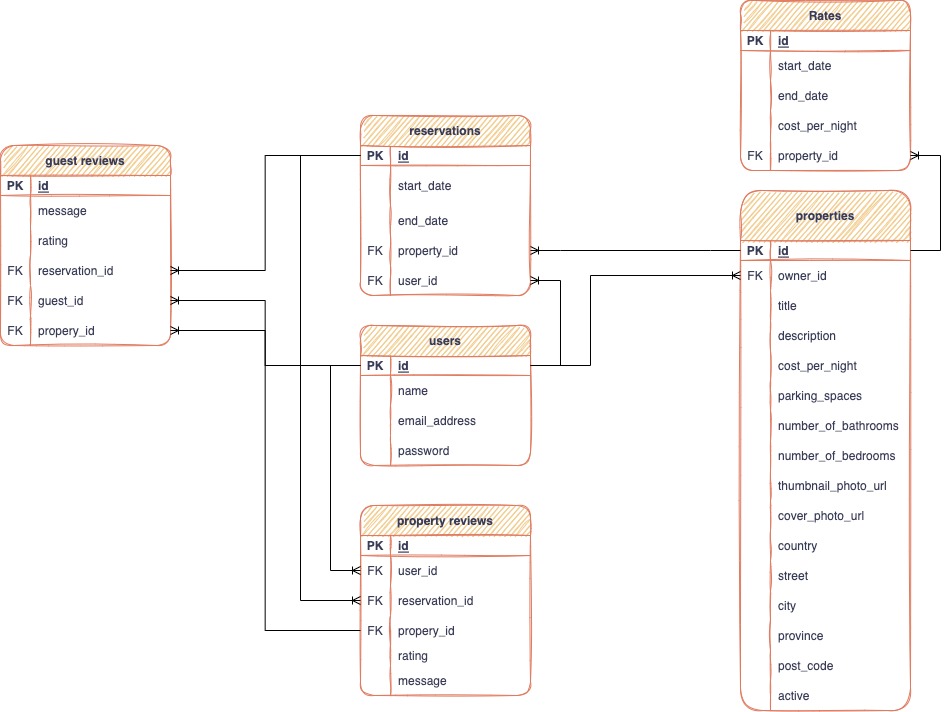 Rates
PK id
start_date
end_date
cost_per_night
FK property_id
reservations
PK id
start_date
end_date
FK property_id
FK user_id
guest reviews
PK id
message
rating
FK reservation_id
FK guest_id
FK propery_id
properties
PK id
FK owner_id
title
description
cost_per_night
parking_spaces
number_of_bathrooms
number_of_bedrooms
thumbnail_photo_url
cover_photo_url
country
street
city
province
post_code
active
users
PK id
name
email_address
password
property reviews
PK id
FK user_id
FK reservation_id
FK propery_id
rating
message